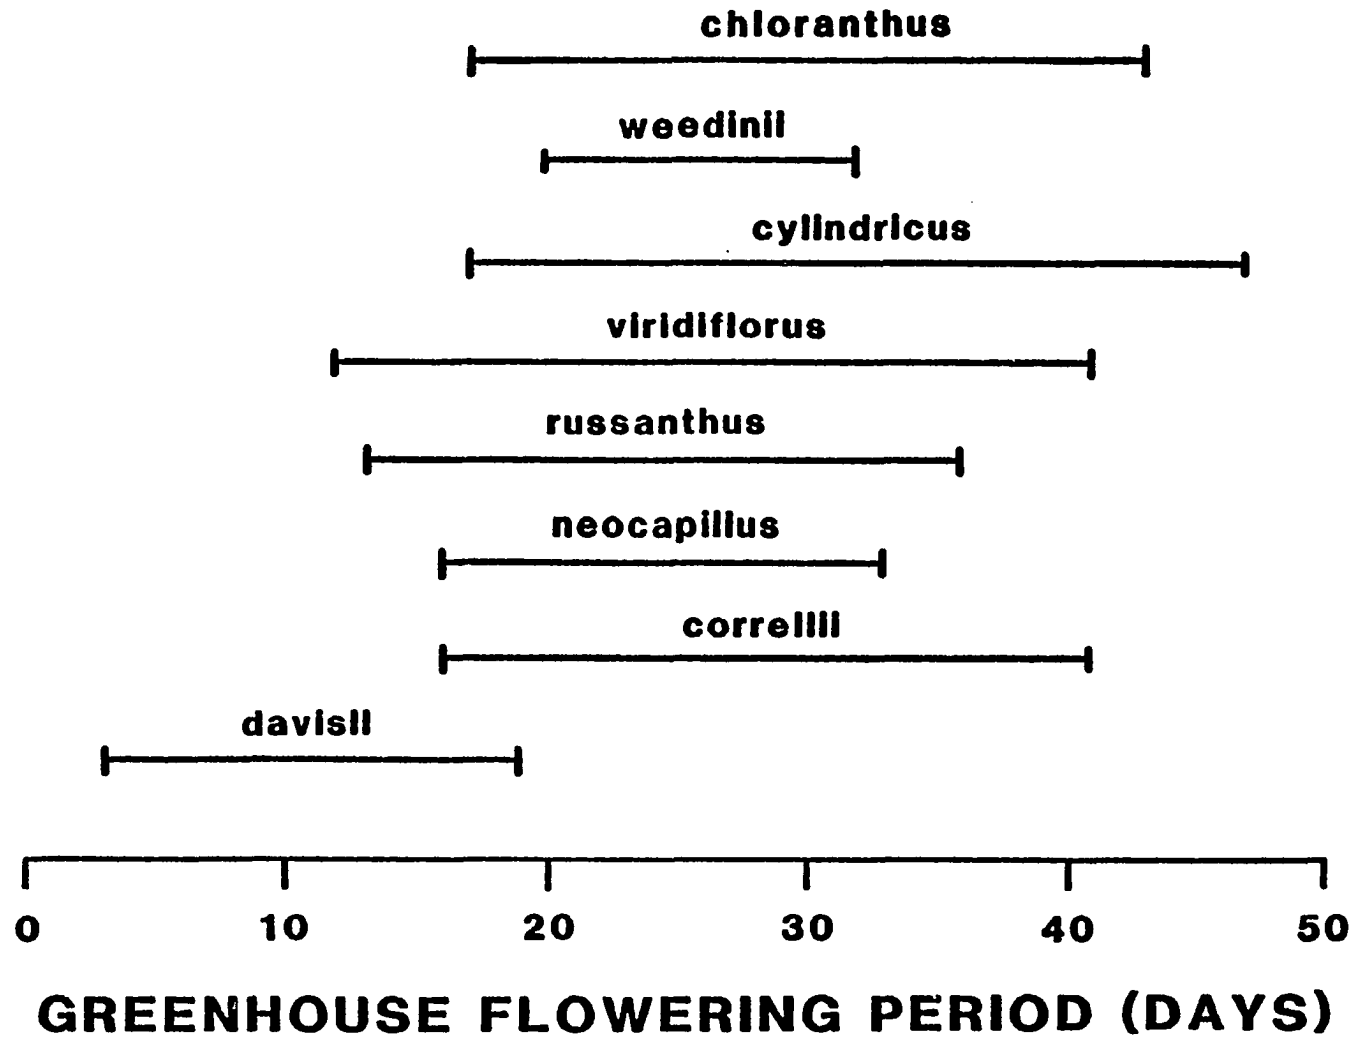 chloranthus
weedinii
cylindricus
viridiflorus
russanthus
neocapillus
correllii
davisii
0 10 20 30 40 50
GREENHOUSE FLOWERING PERIOD (DAYS)